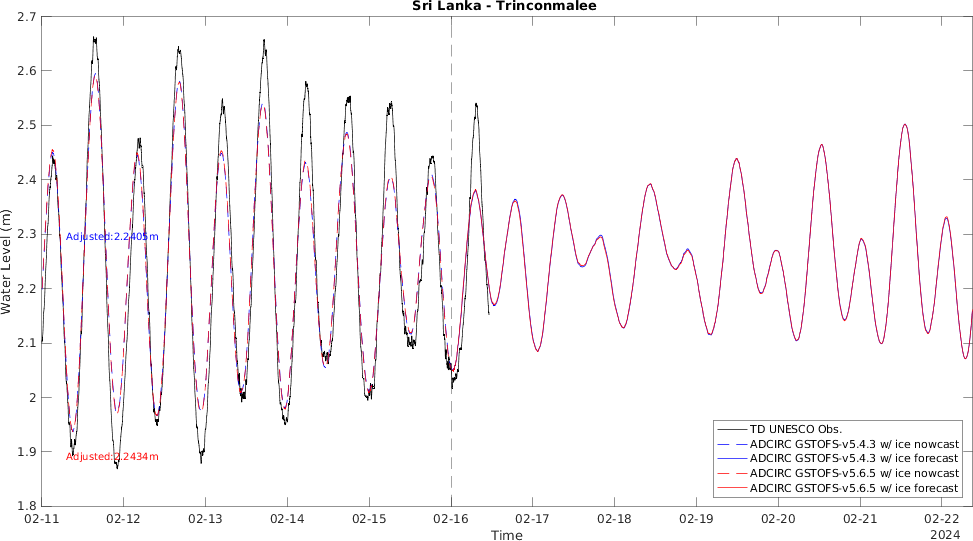 Sri Lanka - Trinconmalee
2.7
2.6
2.5
2.4
2.3
2.2
2.1
2
1.9
1.8
Water Level (m)
Adjusted:2.2405m
Adjusted:2.2434m
TD UNESCO Obs.
ADCIRC GSTOFS-v5.4.3 w/ ice nowcast
ADCIRC GSTOFS-v5.4.3 w/ ice forecast
ADCIRC GSTOFS-v5.6.5 w/ ice nowcast
ADCIRC GSTOFS-v5.6.5 w/ ice forecast
02-11 02-12 02-13 02-14 02-15 02-16 02-17 02-18 02-19 02-20 02-21 02-22
Time
2024